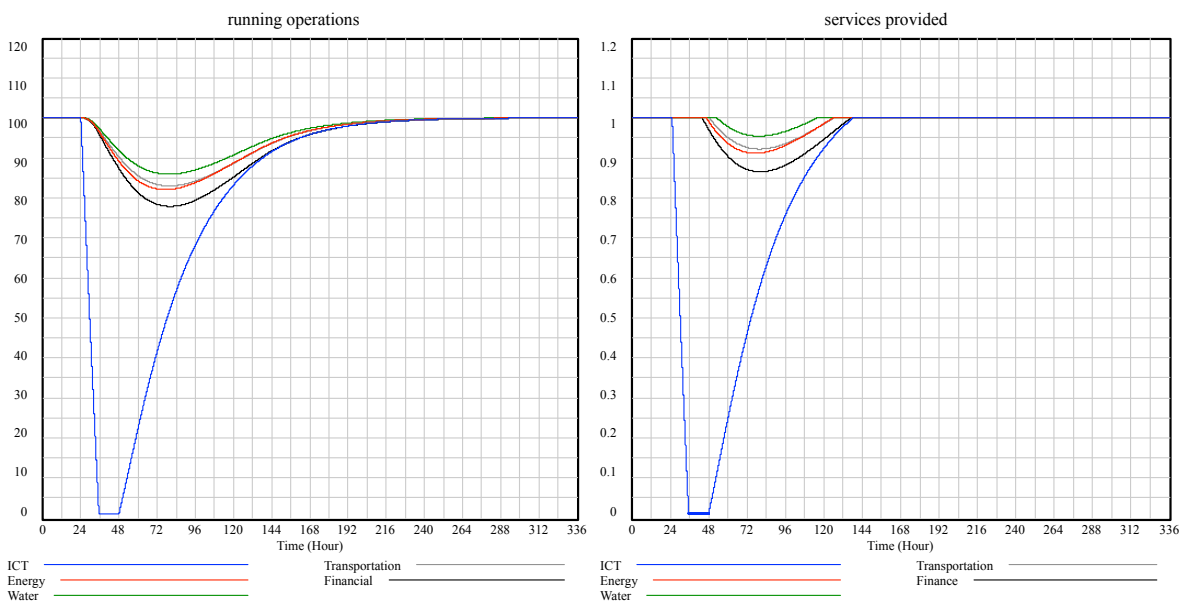 running operations
120
110
100
90
80
70
60
50
40
30
20
10
0
0 24 48 72 96 120 144 168 192 216 240 264 288 312 336
Time (Hour)
ICT
Energy
Water
Transportation
Financial
services provided
1.2
1.1
1
0.9
0.8
0.7
0.6
0.5
0.4
0.3
0.2
0.1
0
0 24 48 72 96 120 144 168 192 216 240 264 288 312 336
Time (Hour)
ICT
Energy
Water
Transportation
Finance